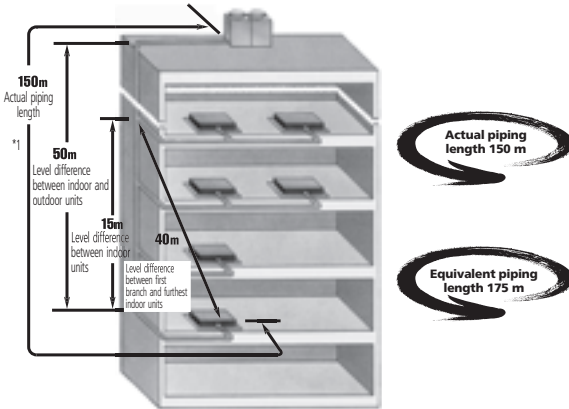 150m
Actual piping
length
*1
50m
Level difference
between indoor and
outdoor units
15m
Level difference
between indoor
units
40m
Level difference
between first
branch and furthest
indoor units
Actual piping
length 150 m
Equivalent piping
length 175 m